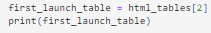 first_launch_table = html_tables[2]
print(first_launch_table)